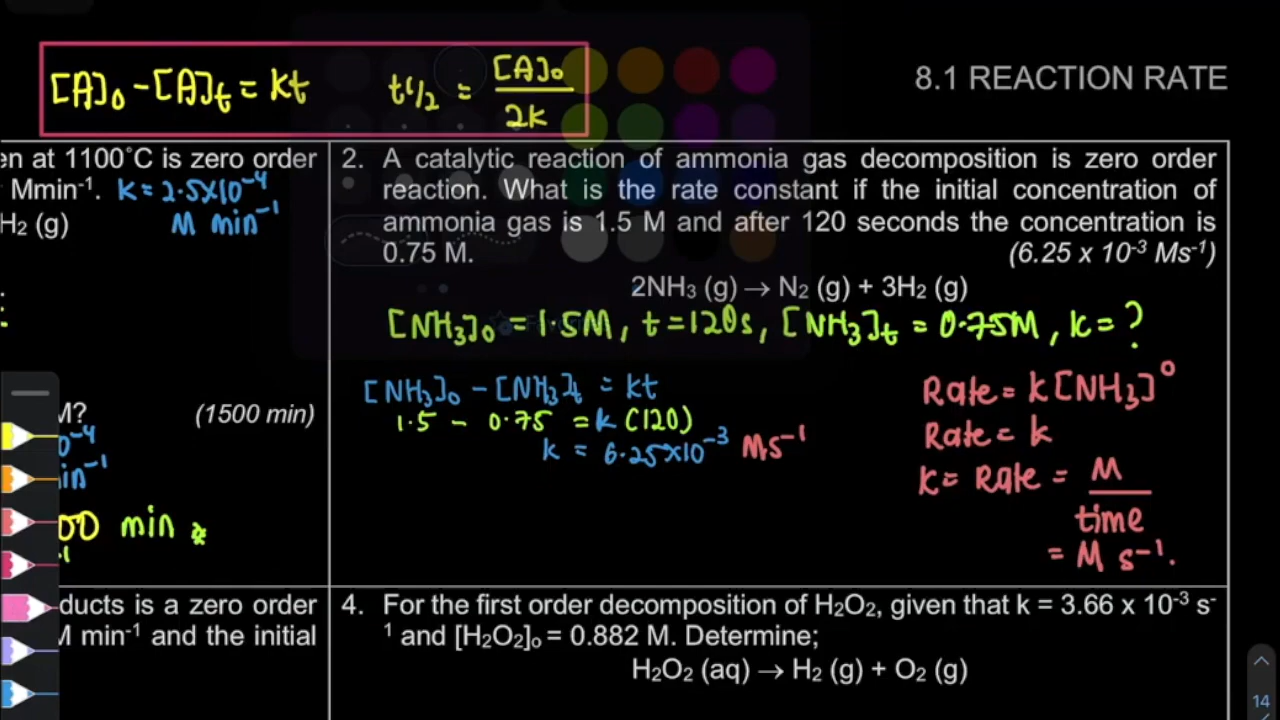 [A]₀ - [A]t = kt t1/2 = [A]₀ / 2k
8.1 REACTION RATE
en at 1100˚C is zero order
Mmin⁻¹. k = 2.5x10⁻⁴
M min⁻¹
H₂ (g)
:
M? (1500 min)
0⁻⁴
in⁻¹
00 min
ducts is a zero order
M min⁻¹ and the initial
2. A catalytic reaction of ammonia gas decomposition is zero order
reaction. What is the rate constant if the initial concentration of
ammonia gas is 1.5 M and after 120 seconds the concentration is
0.75 M. (6.25 x 10⁻³ Ms⁻¹)
2NH₃ (g) → N₂ (g) + 3H₂ (g)
[NH₃]₀ = 1.5M, t = 120s, [NH₃]t = 0.75M, k = ?
[NH₃]₀ - [NH₃]t = kt
1.5 - 0.75 = k (120)
k = 6.25x10⁻³ Ms⁻¹
Rate = k [NH₃]⁰
Rate = k
k = Rate = M
time
= M s⁻¹.
4. For the first order decomposition of H₂O₂, given that k = 3.66 x 10⁻³ s⁻
¹ and [H₂O₂]₀ = 0.882 M. Determine;
H₂O₂ (aq) → H₂ (g) + O₂ (g)
14